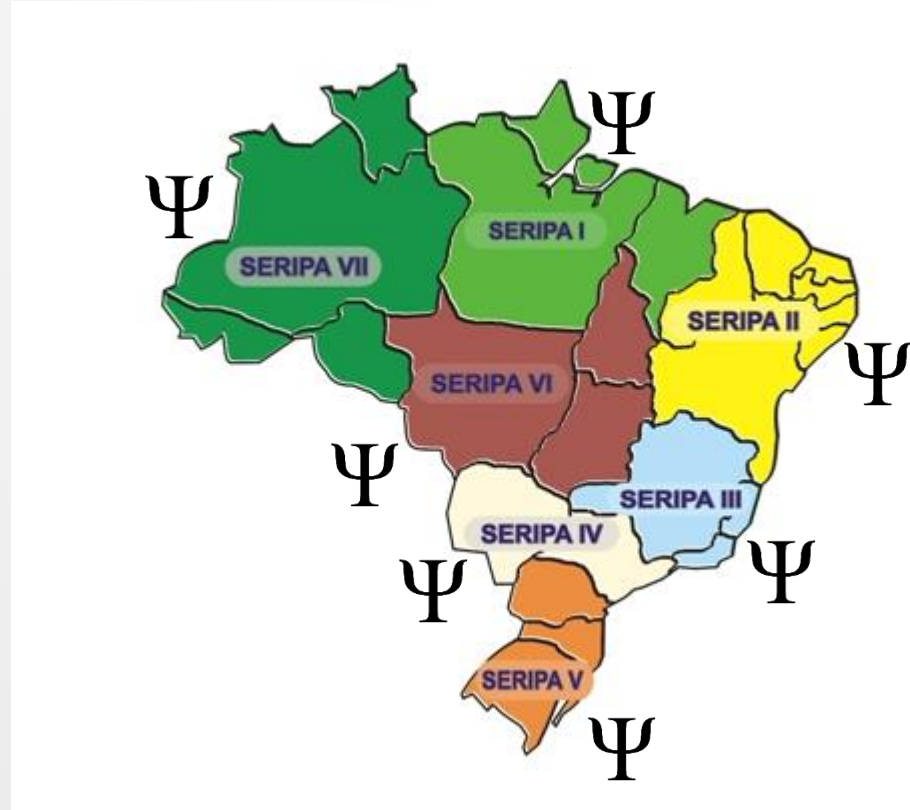 Ψ
Ψ
SERIPA I
SERIPA VII
SERIPA II
Ψ
SERIPA VI
Ψ
SERIPA III
SERIPA IV
Ψ
Ψ
SERIPA V
Ψ